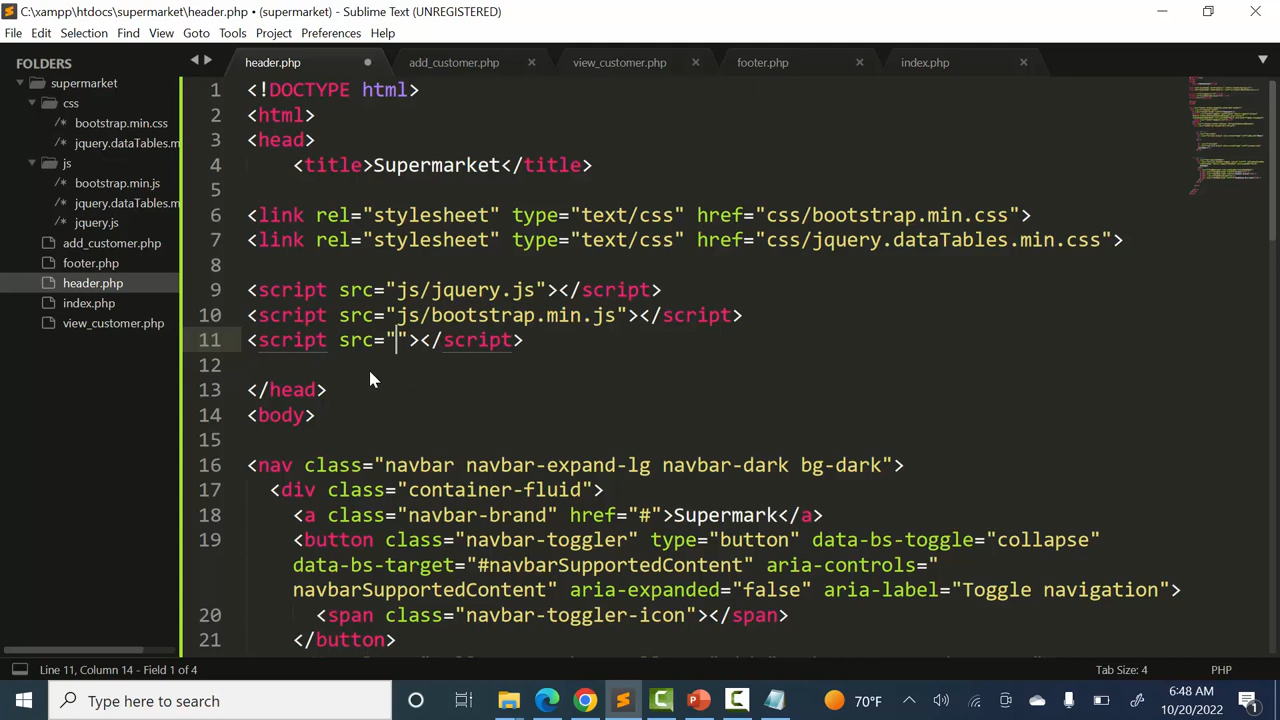 C:\xampp\htdocs\supermarket\header.php • (supermarket) - Sublime Text (UNREGISTERED)
File Edit Selection Find View Goto Tools Project Preferences Help
FOLDERS
supermarket
css
bootstrap.min.css
jquery.dataTables.m
js
bootstrap.min.js
jquery.dataTables.m
jquery.js
add_customer.php
footer.php
header.php
index.php
view_customer.php
header.php add_customer.php view_customer.php footer.php index.php
1 <!DOCTYPE html>
2 <html>
3 <head>
4 <title>Supermarket</title>
5
6 <link rel="stylesheet" type="text/css" href="css/bootstrap.min.css">
7 <link rel="stylesheet" type="text/css" href="css/jquery.dataTables.min.css">
8
9 <script src="js/jquery.js"></script>
10 <script src="js/bootstrap.min.js"></script>
11 <script src=""></script>
12
13 </head>
14 <body>
15
16 <nav class="navbar navbar-expand-lg navbar-dark bg-dark">
17 <div class="container-fluid">
18 <a class="navbar-brand" href="#">Supermark</a>
19 <button class="navbar-toggler" type="button" data-bs-toggle="collapse"
data-bs-target="#navbarSupportedContent" aria-controls="
navbarSupportedContent" aria-expanded="false" aria-label="Toggle navigation">
20 <span class="navbar-toggler-icon"></span>
21 </button>
Line 11, Column 14 - Field 1 of 4
Tab Size: 4 PHP
Type here to search
70°F
6:48 AM
10/20/2022
1